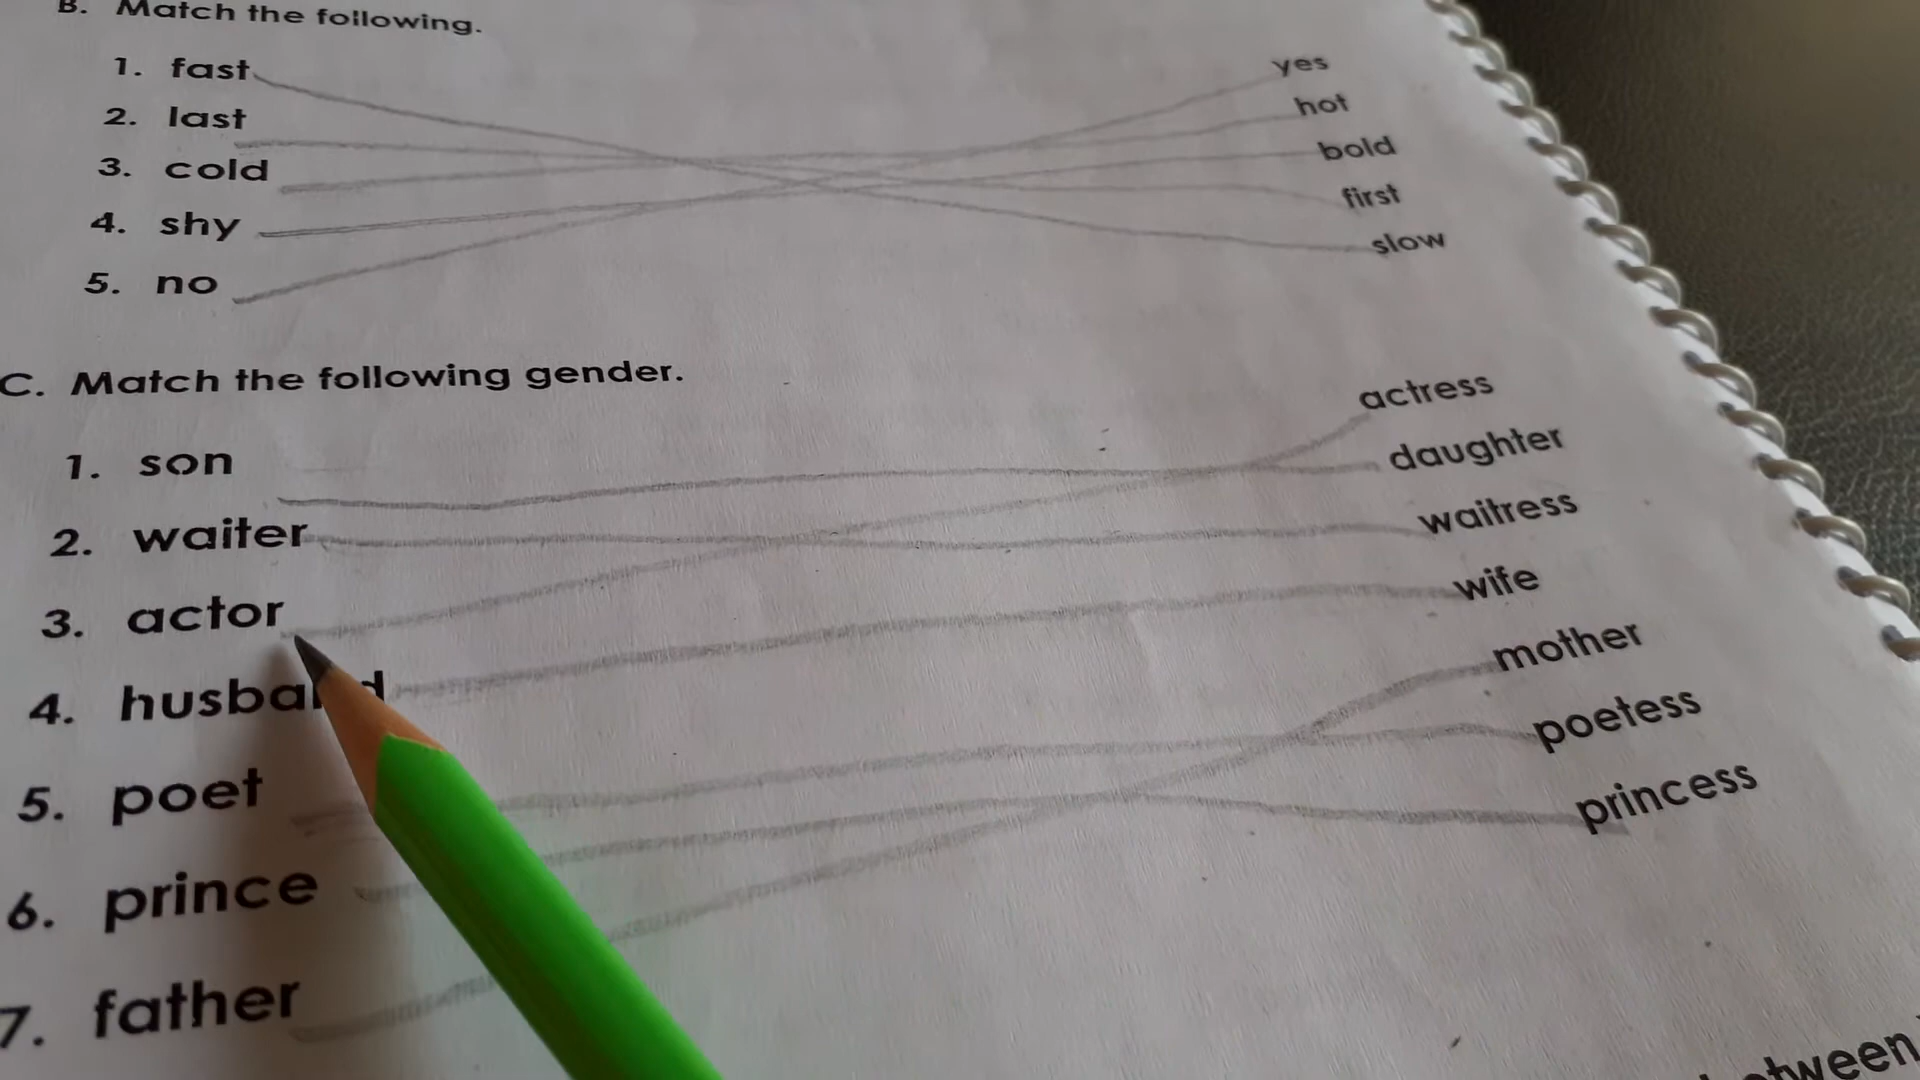 B. Match the following.
1. fast yes
2. last hot
3. cold bold
4. shy first
5. no slow
C. Match the following gender.
1. son actress
2. waiter daughter
3. actor waitress
4. husband wife
5. poet mother
6. prince poetess
7. father princess